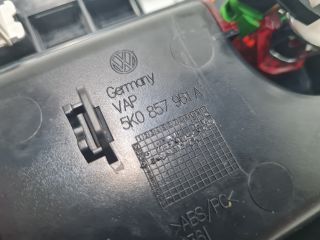 Germany
VAP
5K0 857 951 A
>ABS/PC<